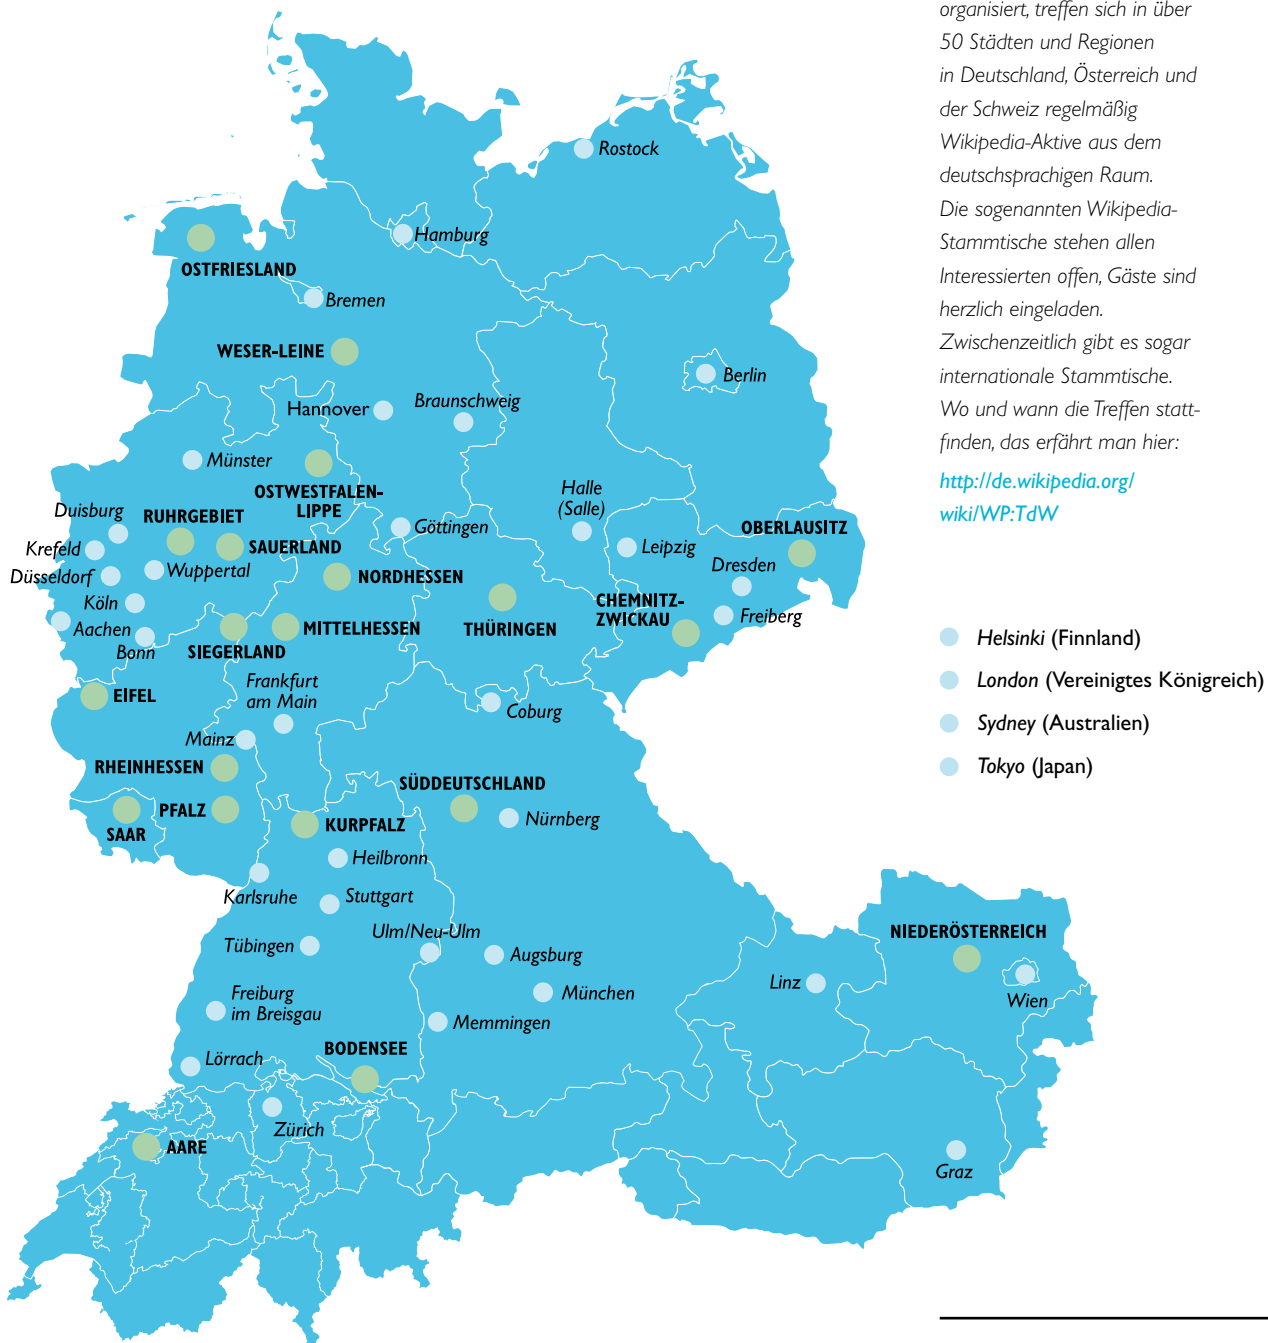 organisiert, treffen sich in über
50 Städten und Regionen
in Deutschland, Österreich und
der Schweiz regelmäßig
Wikipedia-Aktive aus dem
deutschsprachigen Raum.
Die sogenannten Wikipedia-
Stammtische stehen allen
Interessierten offen, Gäste sind
herzlich eingeladen.
Zwischenzeitlich gibt es sogar
internationale Stammtische.
Wo und wann die Treffen statt-
finden, das erfährt man hier:
http://de.wikipedia.org/
wiki/WP:TdW
Helsinki (Finnland)
London (Vereinigtes Königreich)
Sydney (Australien)
Tokyo (Japan)
Rostock
Hamburg
OSTFRIESLAND
Bremen
WESER-LEINE
Berlin
Hannover
Braunschweig
Münster
OSTWESTFALEN-
LIPPE
Halle
(Salle)
Duisburg
RUHRGEBIET
Göttingen
OBERLAUSITZ
Krefeld
SAUERLAND
Leipzig
Düsseldorf
Wuppertal
NORDHESSEN
Dresden
Köln
CHEMNITZ-
ZWICKAU
Freiberg
Aachen
MITTELHESSEN
THÜRINGEN
Bonn
SIEGERLAND
EIFEL
Frankfurt
am Main
Coburg
Mainz
RHEINHESSEN
SÜDDEUTSCHLAND
PFALZ
SAAR
KURPFALZ
Nürnberg
Heilbronn
Karlsruhe
Stuttgart
Tübingen
Ulm/Neu-Ulm
Augsburg
NIEDERÖSTERREICH
Linz
Wien
Freiburg
im Breisgau
München
Memmingen
Lörrach
BODENSEE
Zürich
AARE
Graz